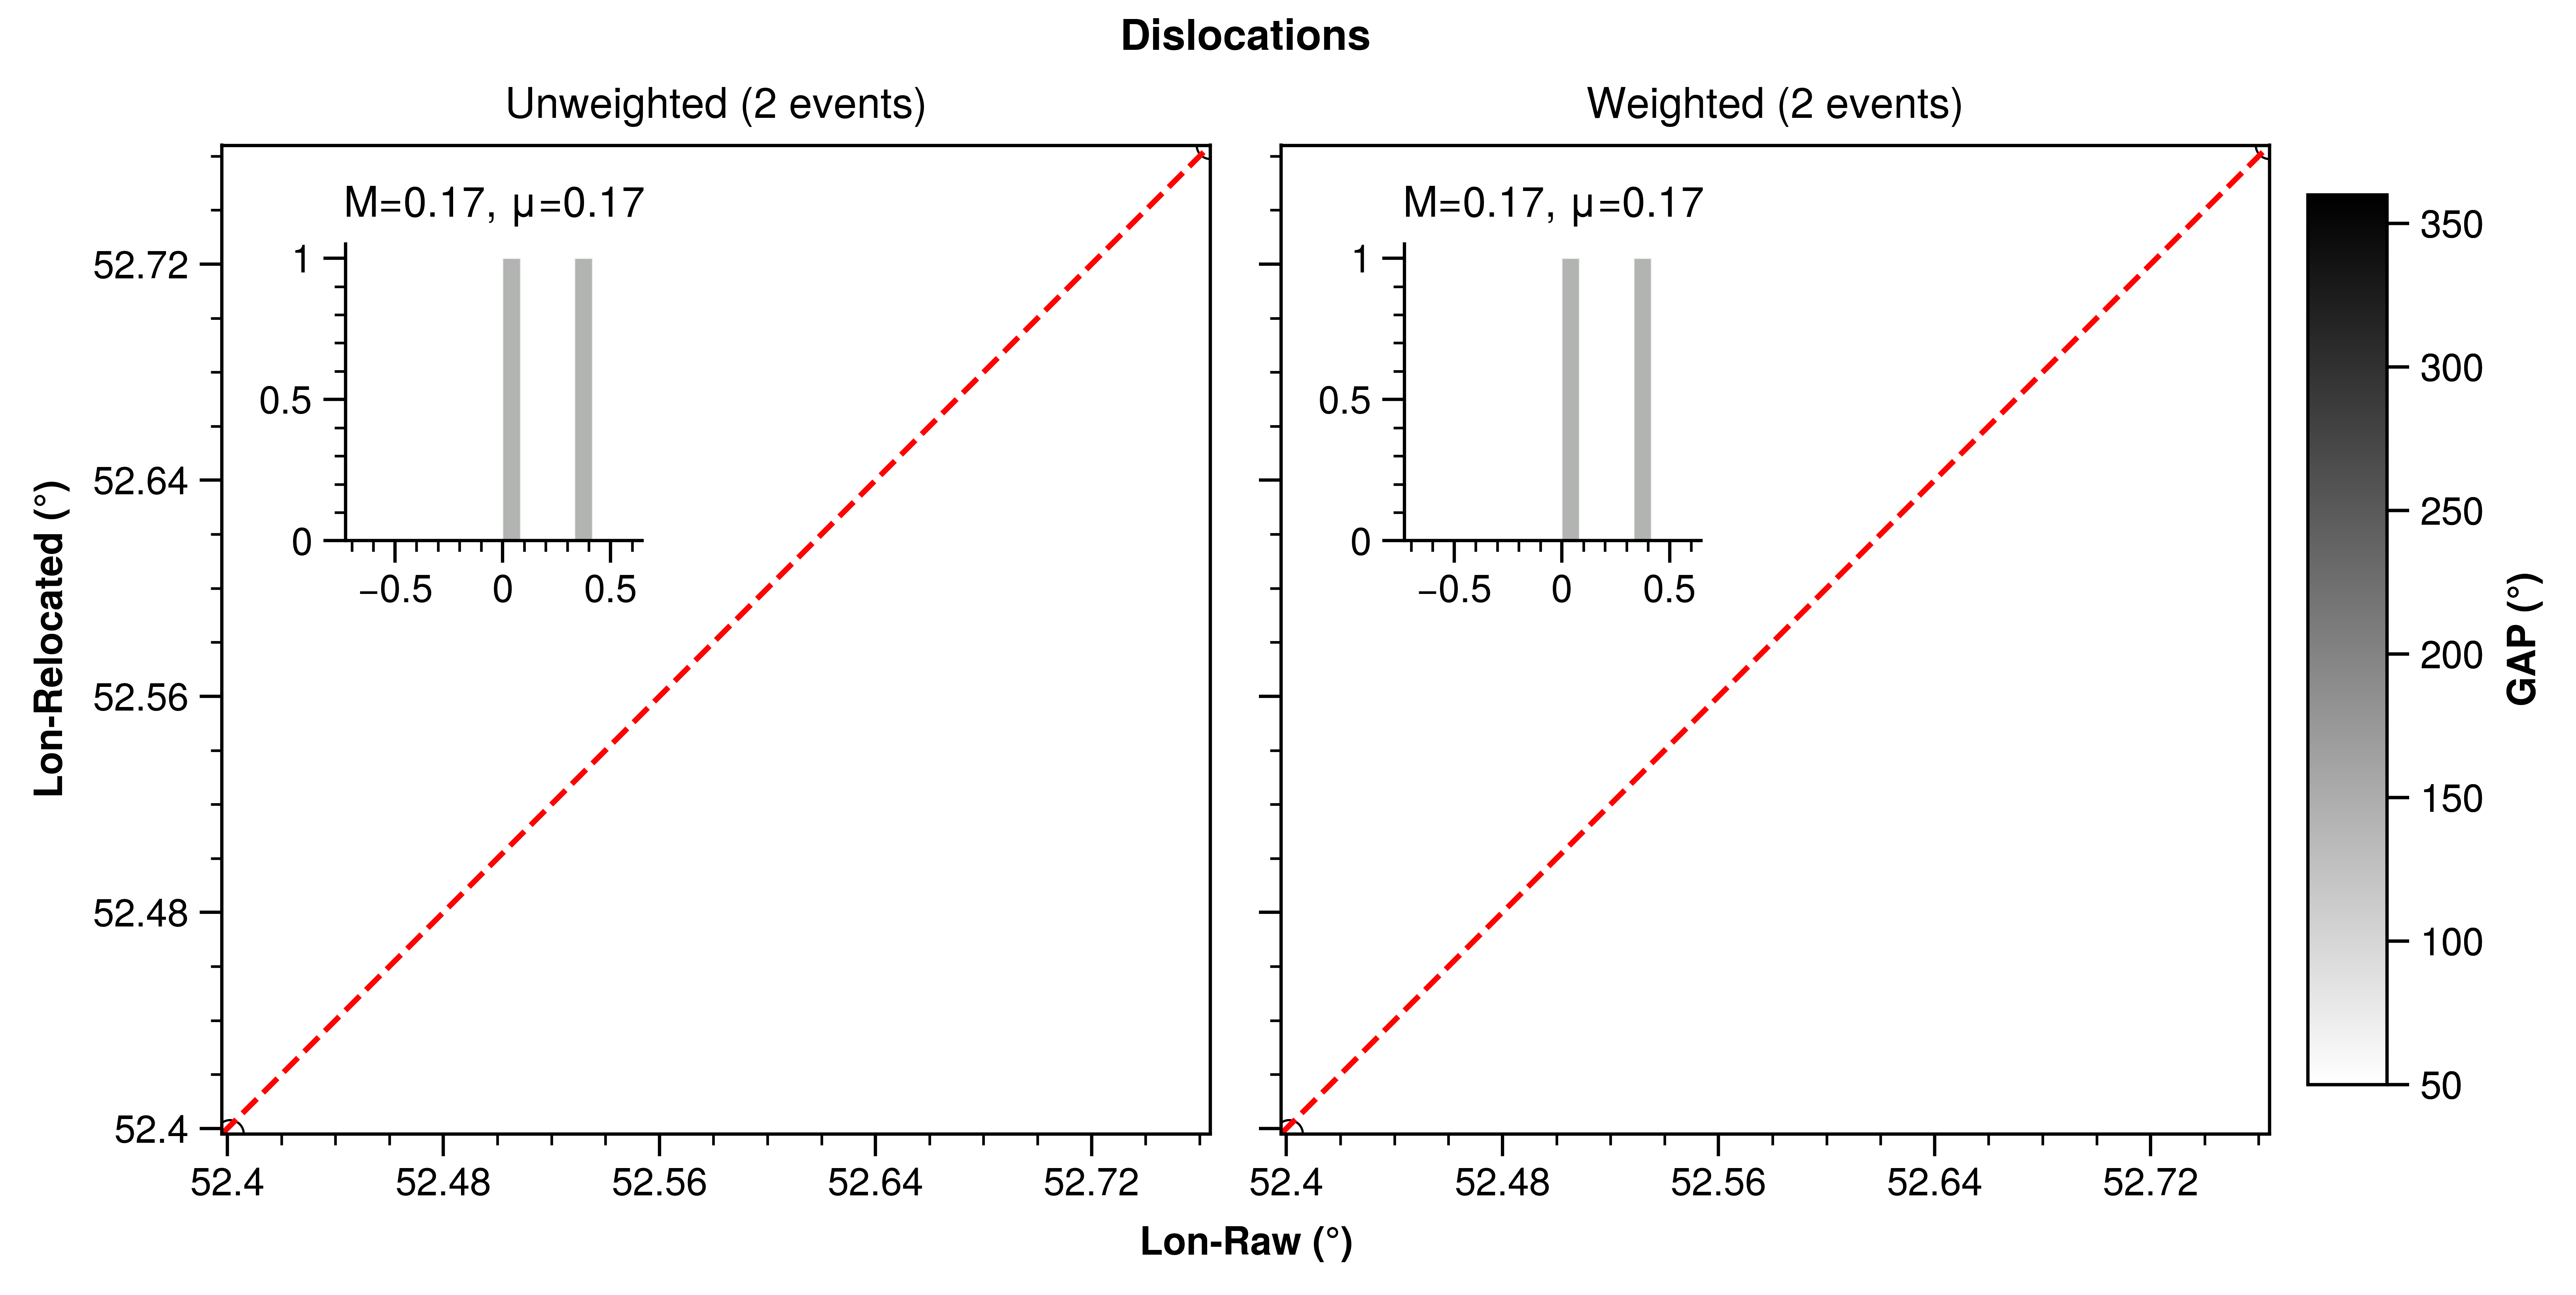 Dislocations
Unweighted (2 events)
Weighted (2 events)
M=0.17, μ=0.17
1
0.5
0
−0.5 0 0.5
M=0.17, μ=0.17
1
0.5
0
−0.5 0 0.5
Lon-Relocated (°)
52.72
52.64
52.56
52.48
52.4
52.4 52.48 52.56 52.64 52.72
52.4 52.48 52.56 52.64 52.72
Lon-Raw (°)
350
300
250
200
150
100
50
GAP (°)